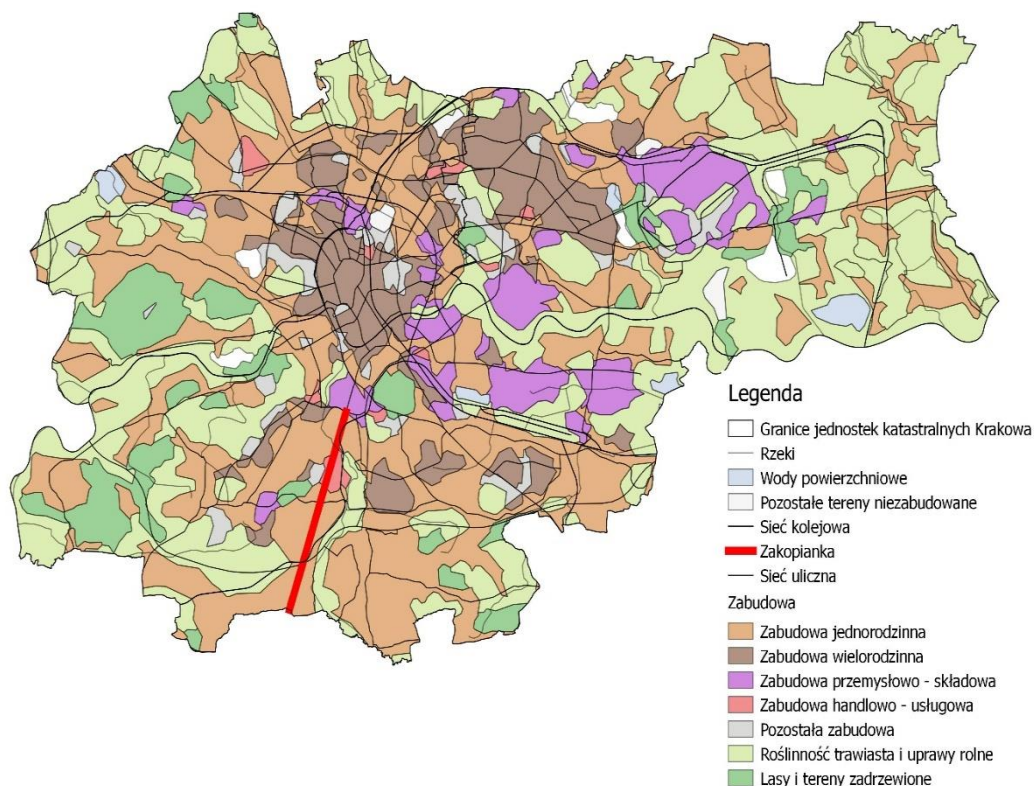 Legenda
Granice jednostek katastralnych Krakowa
Rzeki
Wody powierzchniowe
Pozostałe tereny niezabudowane
Sieć kolejowa
Zakopianka
Sieć uliczna
Zabudowa
Zabudowa jednorodzinna
Zabudowa wielorodzinna
Zabudowa przemysłowo - składowa
Zabudowa handlowo - usługowa
Pozostała zabudowa
Roślinność trawiasta i uprawy rolne
Lasy i tereny zadrzewione